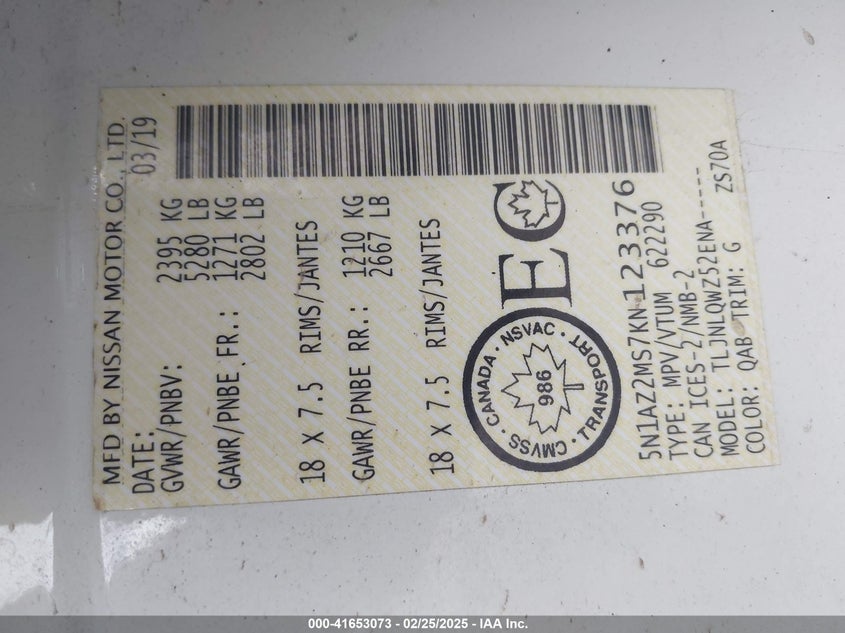 MFD BY NISSAN MOTOR CO., LTD.
DATE: 03/19
GVWR/PNBV: 2395 KG
5280 LB
GAWR/PNBE FR.: 1271 KG
2802 LB
18 X 7.5 RIMS/JANTES
GAWR/PNBE RR.: 1210 KG
2667 LB
18 X 7.5 RIMS/JANTES
CANADA · NSVAC · TRANSPORT · CMVSS ·
986
EC
5N1AZ2MS7KN123376
TYPE: MPV/VTUM 622290
CAN ICES-2/NMB-2
MODEL: TLJNLQWZ52ENA-----
COLOR: QAB TRIM: G ZS70A
000-41653073 - 02/25/2025 - IAA Inc.